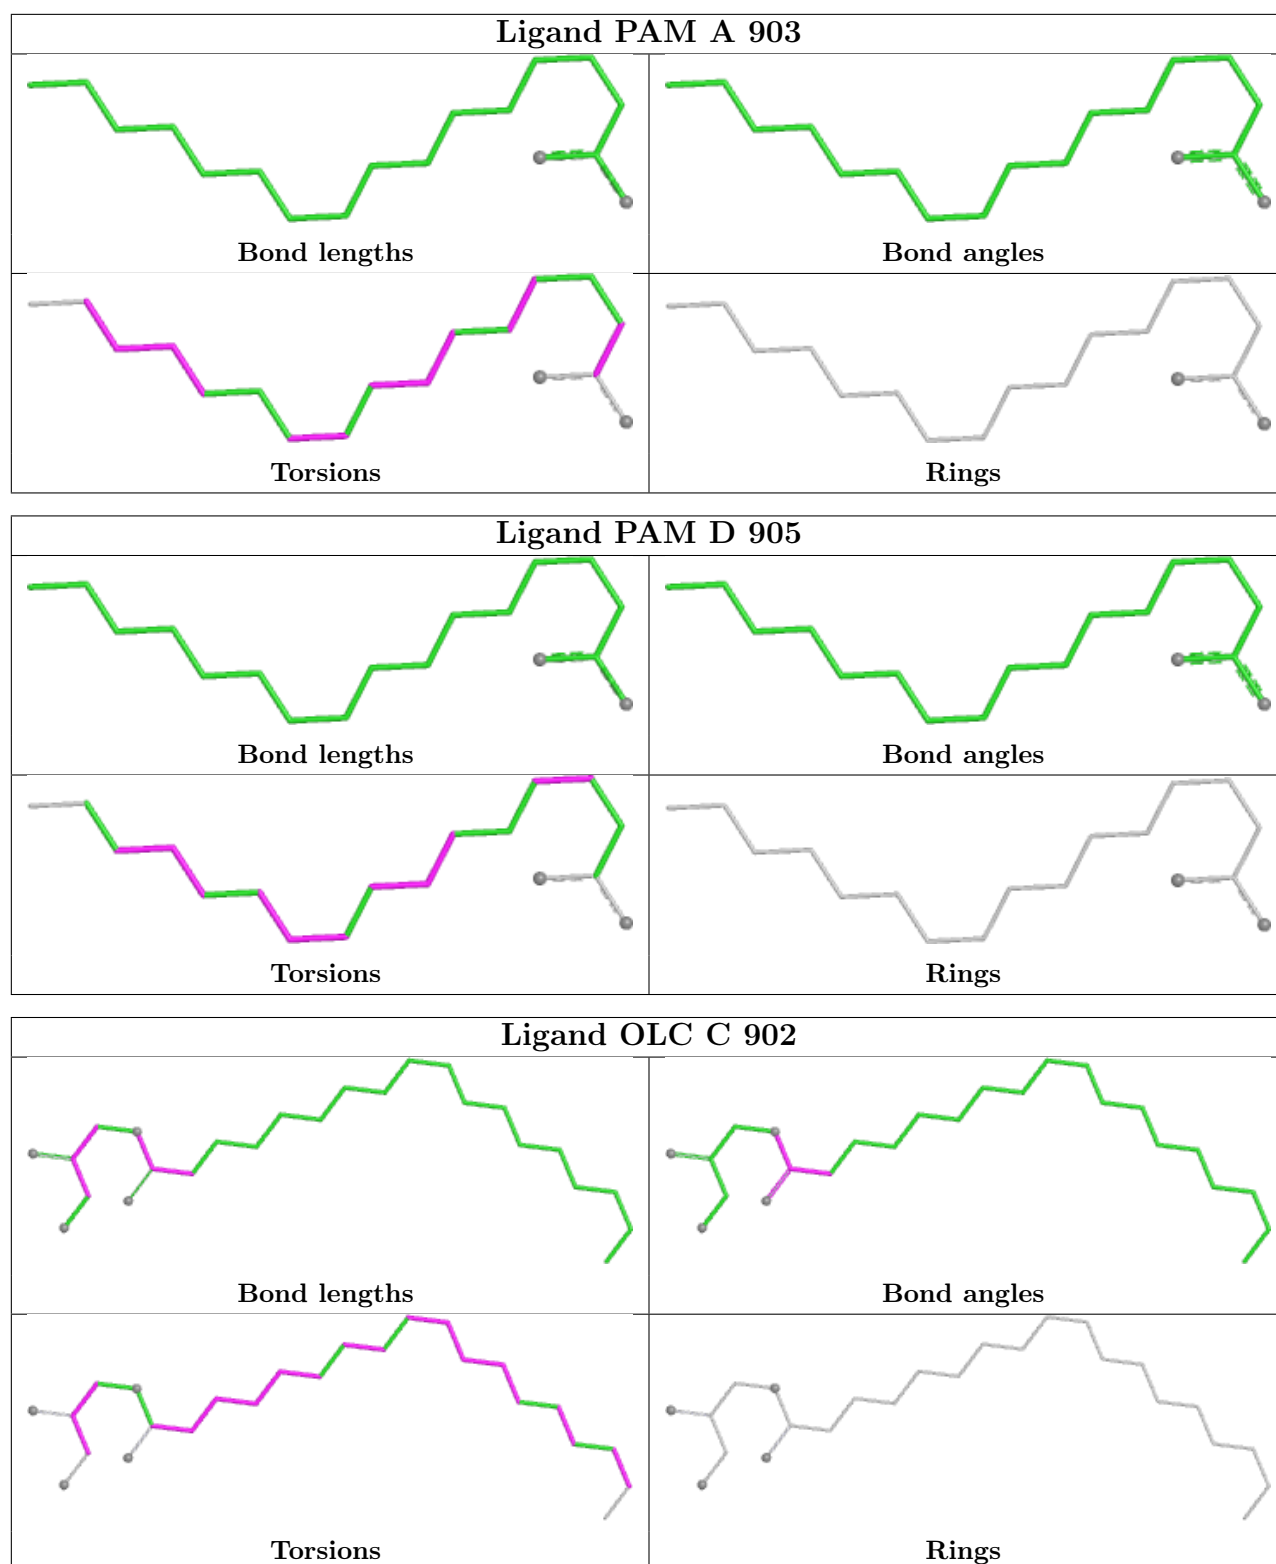 Ligand PAM A 903
Bond lengths
Bond angles
Torsions
Rings
Ligand PAM D 905
Bond lengths
Bond angles
Torsions
Rings
Ligand OLC C 902
Bond lengths
Bond angles
Torsions
Rings